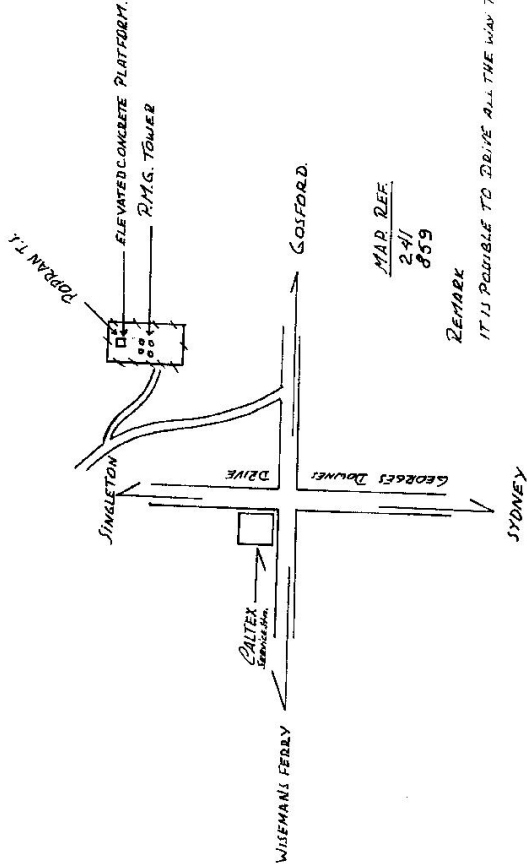 POPRAN T.S.
ELEVATED CONCRETE PLATFORM.
P.M.G. TOWER
SINGLETON
CALTEX
Service Stn.
GEORGES DOWNES DRIVE
WISEMANS FERRY
GOSFORD.
SYDNEY
MAP. REF.
241
859
REMARK
IT IS POSSIBLE TO DRIVE ALL THE WAY